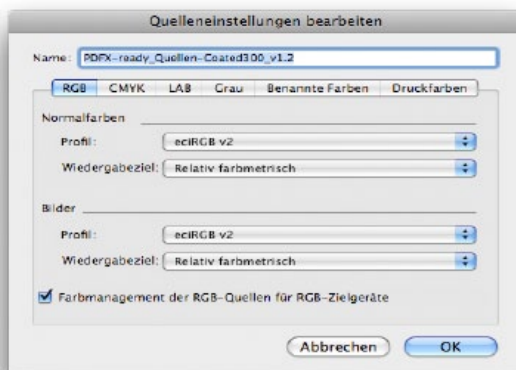 Quelleneinstellungen bearbeiten
Name: PDFX-ready_Quellen-Coated300_v1.2
RGB CMYK LAB Grau Benannte Farben Druckfarben
Normalfarben
Profil: eciRGB v2
Wiedergabeziel: Relativ farbmetrisch
Bilder
Profil: eciRGB v2
Wiedergabeziel: Relativ farbmetrisch
Farbmanagement der RGB-Quellen für RGB-Zielgeräte
Abbrechen OK